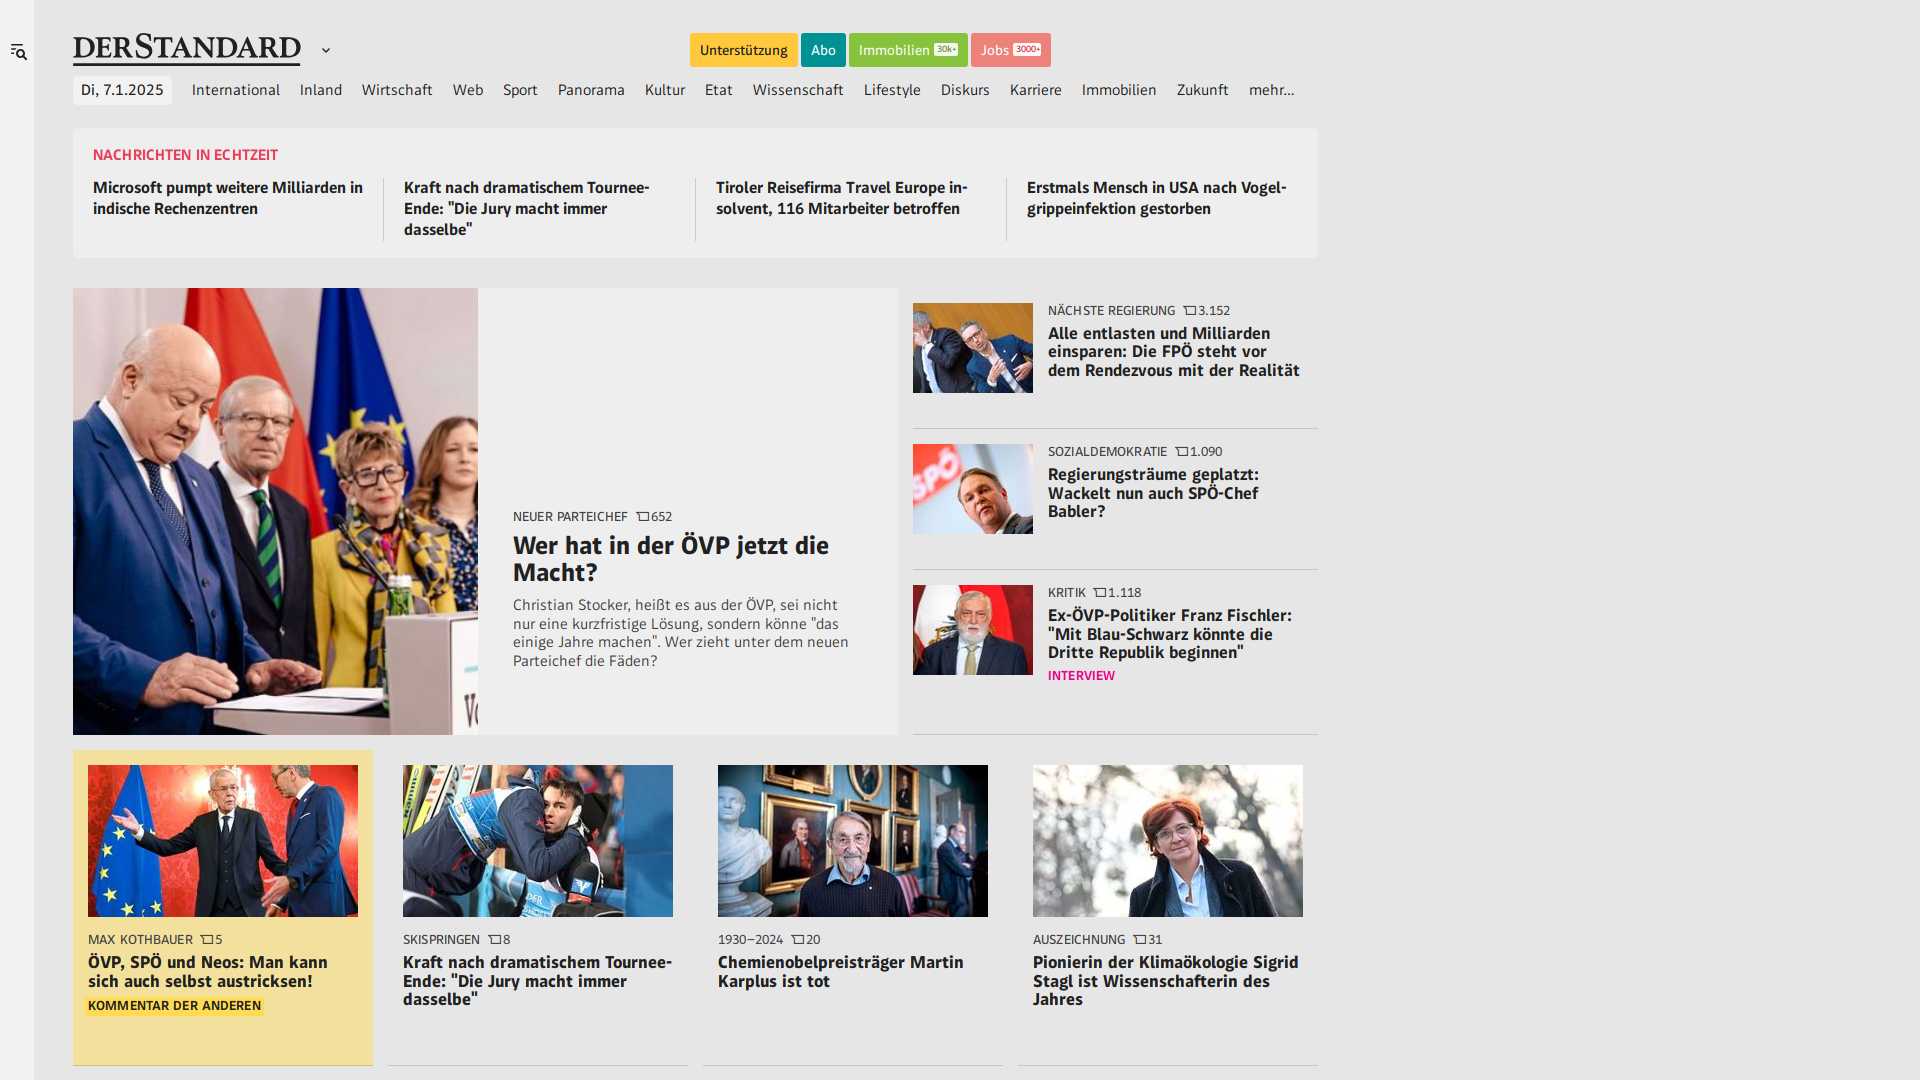 DERSTANDARD
Unterstützung Abo Immobilien 30k+ Jobs 3000+
Di, 7.1.2025 International Inland Wirtschaft Web Sport Panorama Kultur Etat Wissenschaft Lifestyle Diskurs Karriere Immobilien Zukunft mehr...
NACHRICHTEN IN ECHTZEIT
Microsoft pumpt weitere Milliarden in
indische Rechenzentren
Kraft nach dramatischem Tournee-
Ende: "Die Jury macht immer
dasselbe"
Tiroler Reisefirma Travel Europe in-
solvent, 116 Mitarbeiter betroffen
Erstmals Mensch in USA nach Vogel-
grippeinfektion gestorben
NEUER PARTEICHEF 652
Wer hat in der ÖVP jetzt die
Macht?
Christian Stocker, heißt es aus der ÖVP, sei nicht
nur eine kurzfristige Lösung, sondern könne "das
einige Jahre machen". Wer zieht unter dem neuen
Parteichef die Fäden?
NÄCHSTE REGIERUNG 3.152
Alle entlasten und Milliarden
einsparen: Die FPÖ steht vor
dem Rendezvous mit der Realität
SPÖ
SOZIALDEMOKRATIE 1.090
Regierungsträume geplatzt:
Wackelt nun auch SPÖ-Chef
Babler?
KRITIK 1.118
Ex-ÖVP-Politiker Franz Fischler:
"Mit Blau-Schwarz könnte die
Dritte Republik beginnen"
INTERVIEW
MAX KOTHBAUER 5
ÖVP, SPÖ und Neos: Man kann
sich auch selbst austricksen!
KOMMENTAR DER ANDEREN
SKISPRINGEN 8
Kraft nach dramatischem Tournee-
Ende: "Die Jury macht immer
dasselbe"
1930–2024 20
Chemienobelpreisträger Martin
Karplus ist tot
AUSZEICHNUNG 31
Pionierin der Klimaökologie Sigrid
Stagl ist Wissenschafterin des
Jahres